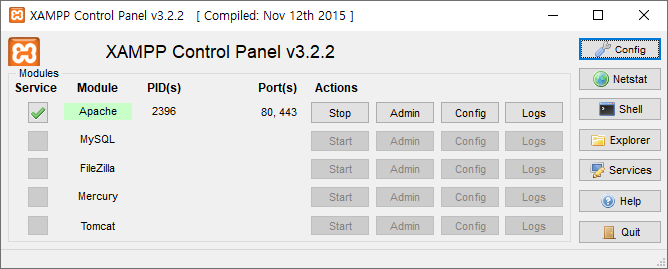 XAMPP Control Panel v3.2.2 [ Compiled: Nov 12th 2015 ]
XAMPP Control Panel v3.2.2
Modules
Service Module PID(s) Port(s) Actions
Apache 2396 80, 443 Stop Admin Config Logs
MySQL Start Admin Config Logs
FileZilla Start Admin Config Logs
Mercury Start Admin Config Logs
Tomcat Start Admin Config Logs
Config
Netstat
Shell
Explorer
Services
Help
Quit